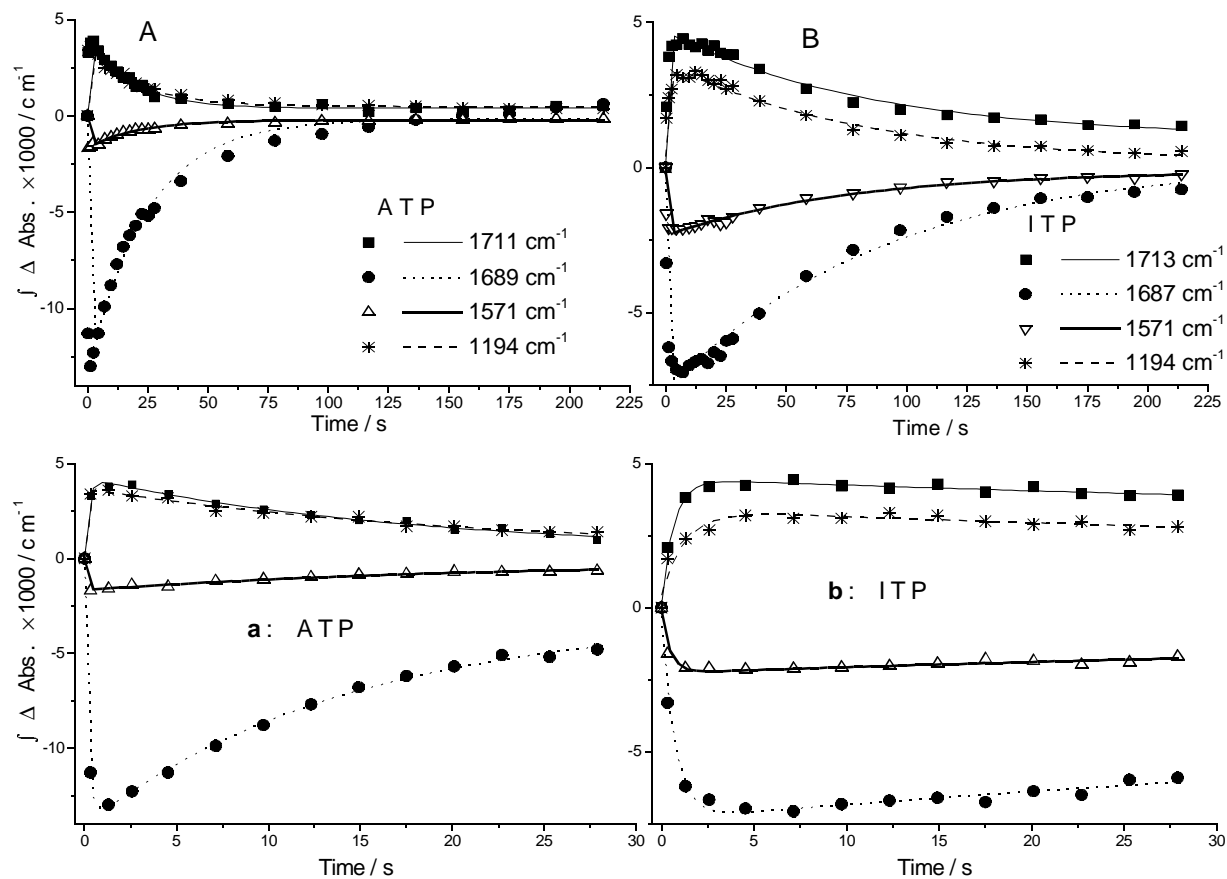 A
B
5
0
-5
-10
∫ Δ Abs. ×1000 / cm⁻¹
ATP
1711 cm⁻¹
1689 cm⁻¹
1571 cm⁻¹
1194 cm⁻¹
0 25 50 75 100 125 150 175 200 225
Time / s
5
0
-5
ITP
1713 cm⁻¹
1687 cm⁻¹
1571 cm⁻¹
1194 cm⁻¹
0 25 50 75 100 125 150 175 200 225
Time / s
5
0
-5
-10
∫ Δ Abs. ×1000 / cm⁻¹
a: ATP
0 5 10 15 20 25 30
Time / s
5
0
-5
b: ITP
0 5 10 15 20 25 30
Time / s